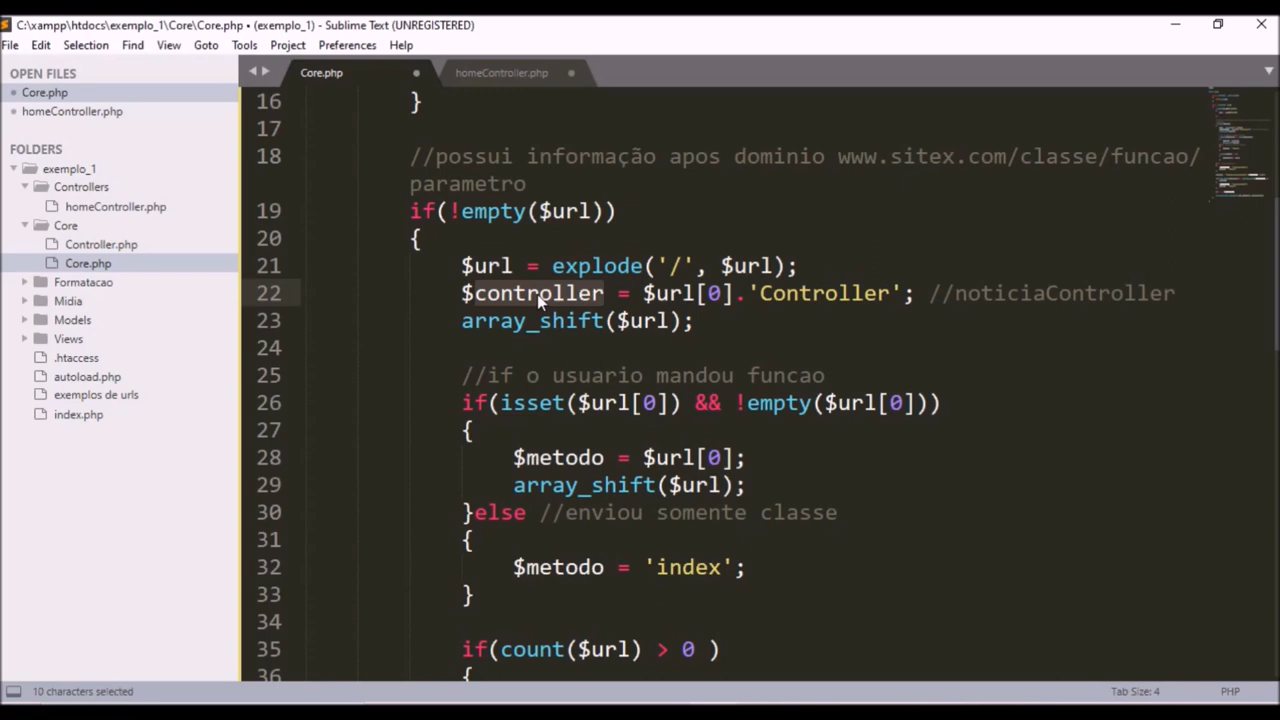 C:\xampp\htdocs\exemplo_1\Core\Core.php • (exemplo_1) - Sublime Text (UNREGISTERED)
File Edit Selection Find View Goto Tools Project Preferences Help
OPEN FILES
Core.php
homeController.php
FOLDERS
exemplo_1
Controllers
homeController.php
Core
Controller.php
Core.php
Formatacao
Midia
Models
Views
.htaccess
autoload.php
exemplos de urls
index.php
Core.php homeController.php
16 }
17
18 //possui informação apos dominio www.sitex.com/classe/funcao/
parametro
19 if(!empty($url))
20 {
21 $url = explode('/', $url);
22 $controller = $url[0].'Controller'; //noticiaController
23 array_shift($url);
24
25 //if o usuario mandou funcao
26 if(isset($url[0]) && !empty($url[0]))
27 {
28 $metodo = $url[0];
29 array_shift($url);
30 }else //enviou somente classe
31 {
32 $metodo = 'index';
33 }
34
35 if(count($url) > 0 )
36 {
10 characters selected Tab Size: 4 PHP